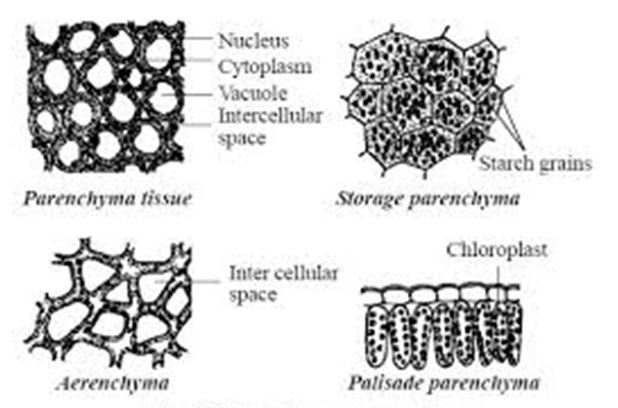 Nucleus
Cytoplasm
Vacuole
Intercellular
space
Parenchyma tissue
Starch grains
Storage parenchyma
Inter cellular
space
Aerenchyma
Chloroplast
Palisade parenchyma